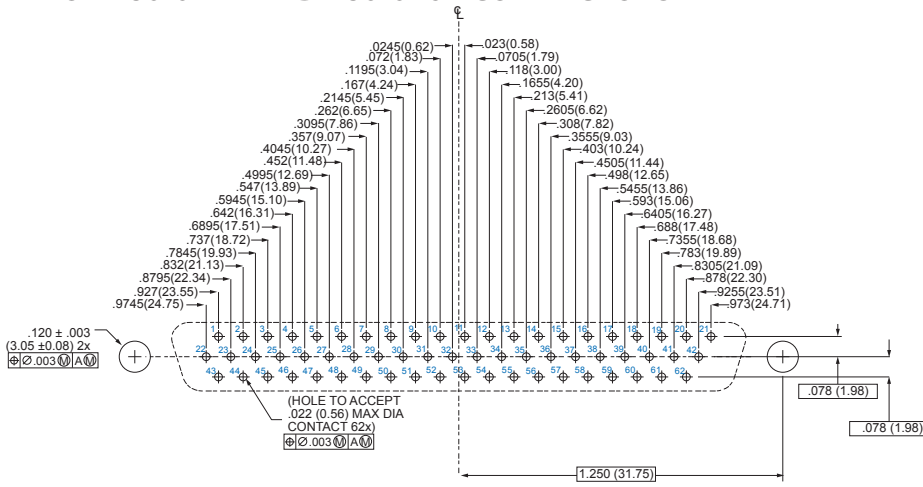 ℄
.0245(0.62) .023(0.58)
.072(1.83) .0705(1.79)
.1195(3.04) .118(3.00)
.167(4.24) .1655(4.20)
.2145(5.45) .213(5.41)
.262(6.65) .2605(6.62)
.3095(7.86) .308(7.82)
.357(9.07) .3555(9.03)
.4045(10.27) .403(10.24)
.452(11.48) .4505(11.44)
.4995(12.69) .498(12.65)
.547(13.89) .5455(13.86)
.5945(15.10) .593(15.06)
.642(16.31) .6405(16.27)
.6895(17.51) .688(17.48)
.737(18.72) .7355(18.68)
.7845(19.93) .783(19.89)
.832(21.13) .8305(21.09)
.8795(22.34) .878(22.30)
.927(23.55) .9255(23.51)
.9745(24.75) .973(24.71)
1 2 3 4 5 6 7 8 9 10 11 12 13 14 15 16 17 18 19 20 21
22 23 24 25 26 27 28 29 30 31 32 33 34 35 36 37 38 39 40 41 42
43 44 45 46 47 48 49 50 51 52 53 54 55 56 57 58 59 60 61 62
.120 ± .003
(3.05 ±0.08) 2x
⌖ Ø.003 Ⓜ A Ⓜ
(HOLE TO ACCEPT
.022 (0.56) MAX DIA
CONTACT 62x)
⌖ Ø.003 Ⓜ A Ⓜ
.078 (1.98)
.078 (1.98)
1.250 (31.75)